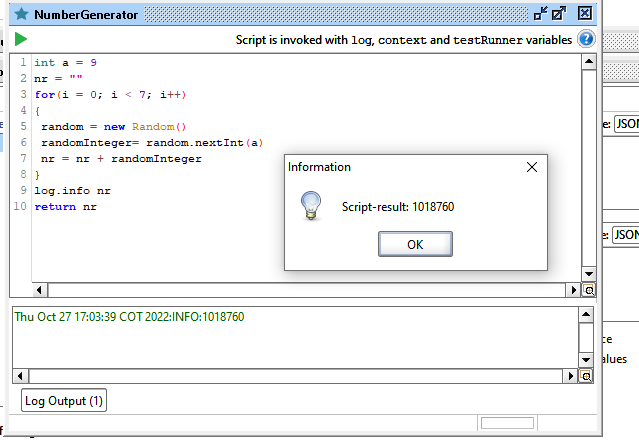 NumberGenerator
Script is invoked with log, context and testRunner variables
1 int a = 9
2 nr = ""
3 for(i = 0; i < 7; i++)
4 {
5 random = new Random()
6 randomInteger= random.nextInt(a)
7 nr = nr + randomInteger
8 }
9 log.info nr
10 return nr
Information
Script-result: 1018760
OK
Thu Oct 27 17:03:39 COT 2022:INFO:1018760
Log Output (1)
e: JSON
e: JSON
ce
alues